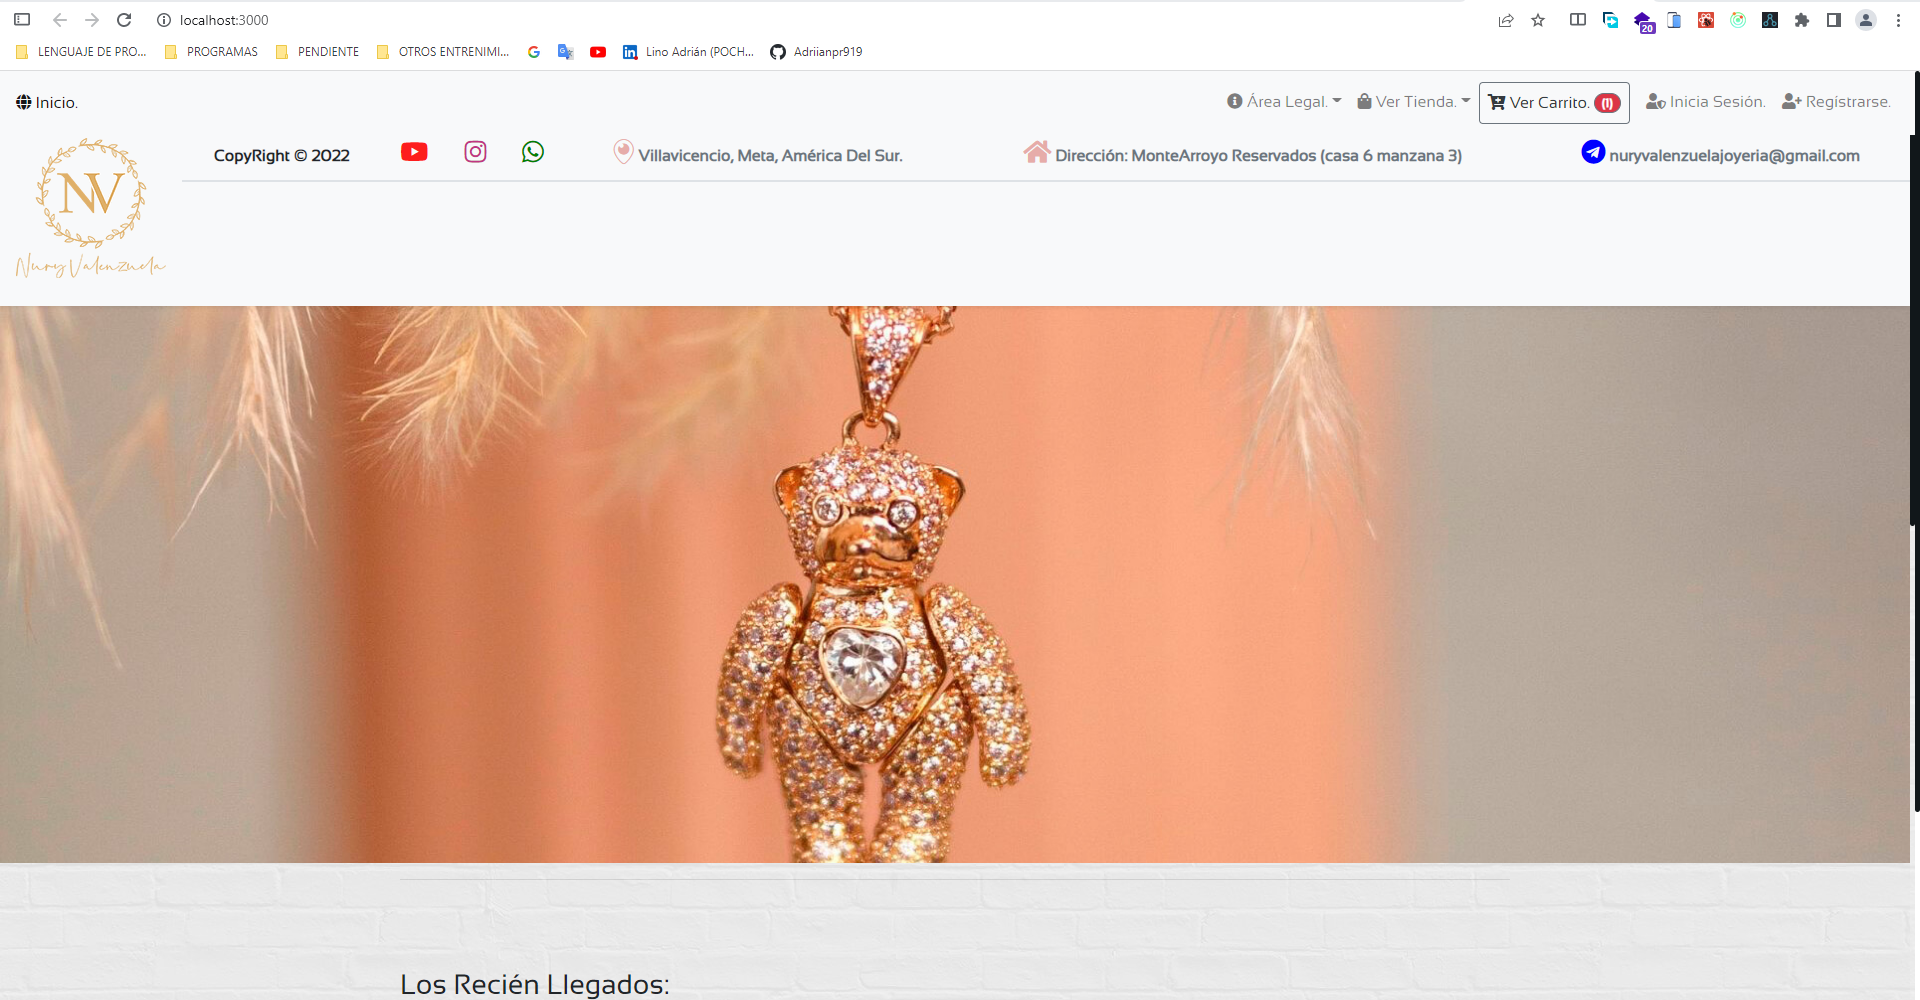 localhost:3000
LENGUAJE DE PRO... PROGRAMAS PENDIENTE OTROS ENTRENIMI... Lino Adrián (POCH... Adriianpr919
20
Inicio. Área Legal. Ver Tienda. Ver Carrito. (1) Inicia Sesión. Registrarse.
CopyRight © 2022 Villavicencio, Meta, América Del Sur. Dirección: MonteArroyo Reservados (casa 6 manzana 3) nuryvalenzuelajoyeria@gmail.com
NV
Nury Valenzuela
Los Recién Llegados: